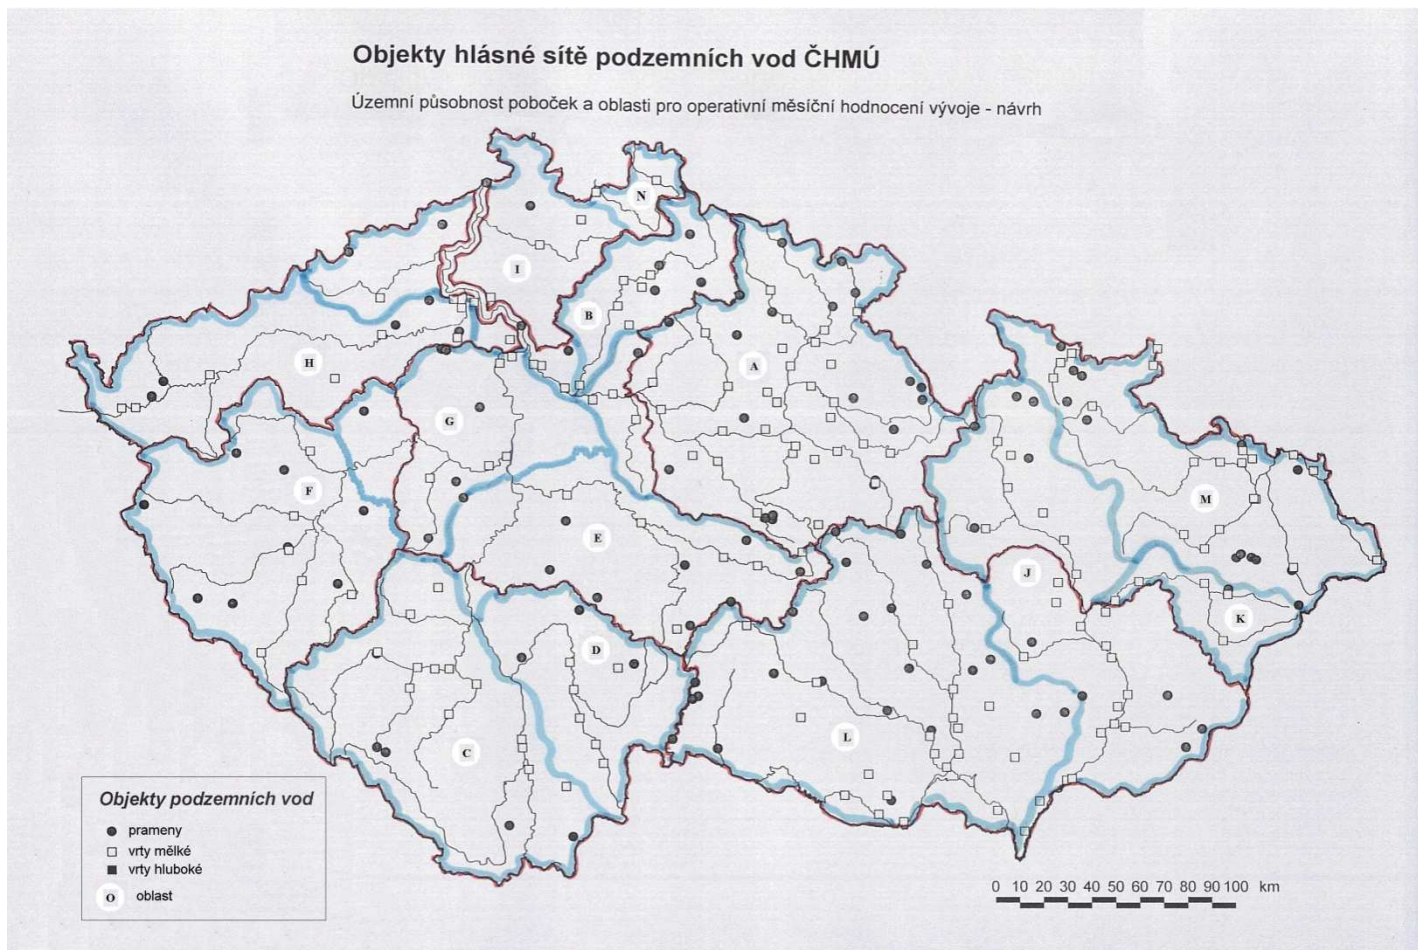 Objekty hlásné sítě podzemních vod ČHMÚ
Územní působnost poboček a oblasti pro operativní měsíční hodnocení vývoje - návrh
N
I
B
A
H
G
F
M
E
J
K
D
L
C
Objekty podzemních vod
prameny
vrty mělké
vrty hluboké
O oblast
0 10 20 30 40 50 60 70 80 90 100 km